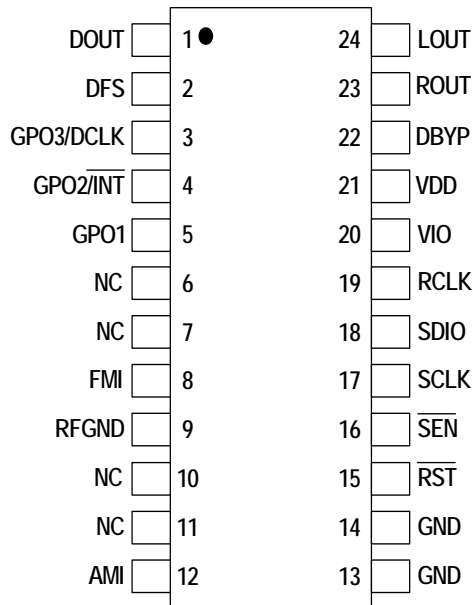 DOUT 1 24 LOUT
DFS 2 23 ROUT
GPO3/DCLK 3 22 DBYP
GPO2/INT 4 21 VDD
GPO1 5 20 VIO
NC 6 19 RCLK
NC 7 18 SDIO
FMI 8 17 SCLK
RFGND 9 16 SEN
NC 10 15 RST
NC 11 14 GND
AMI 12 13 GND